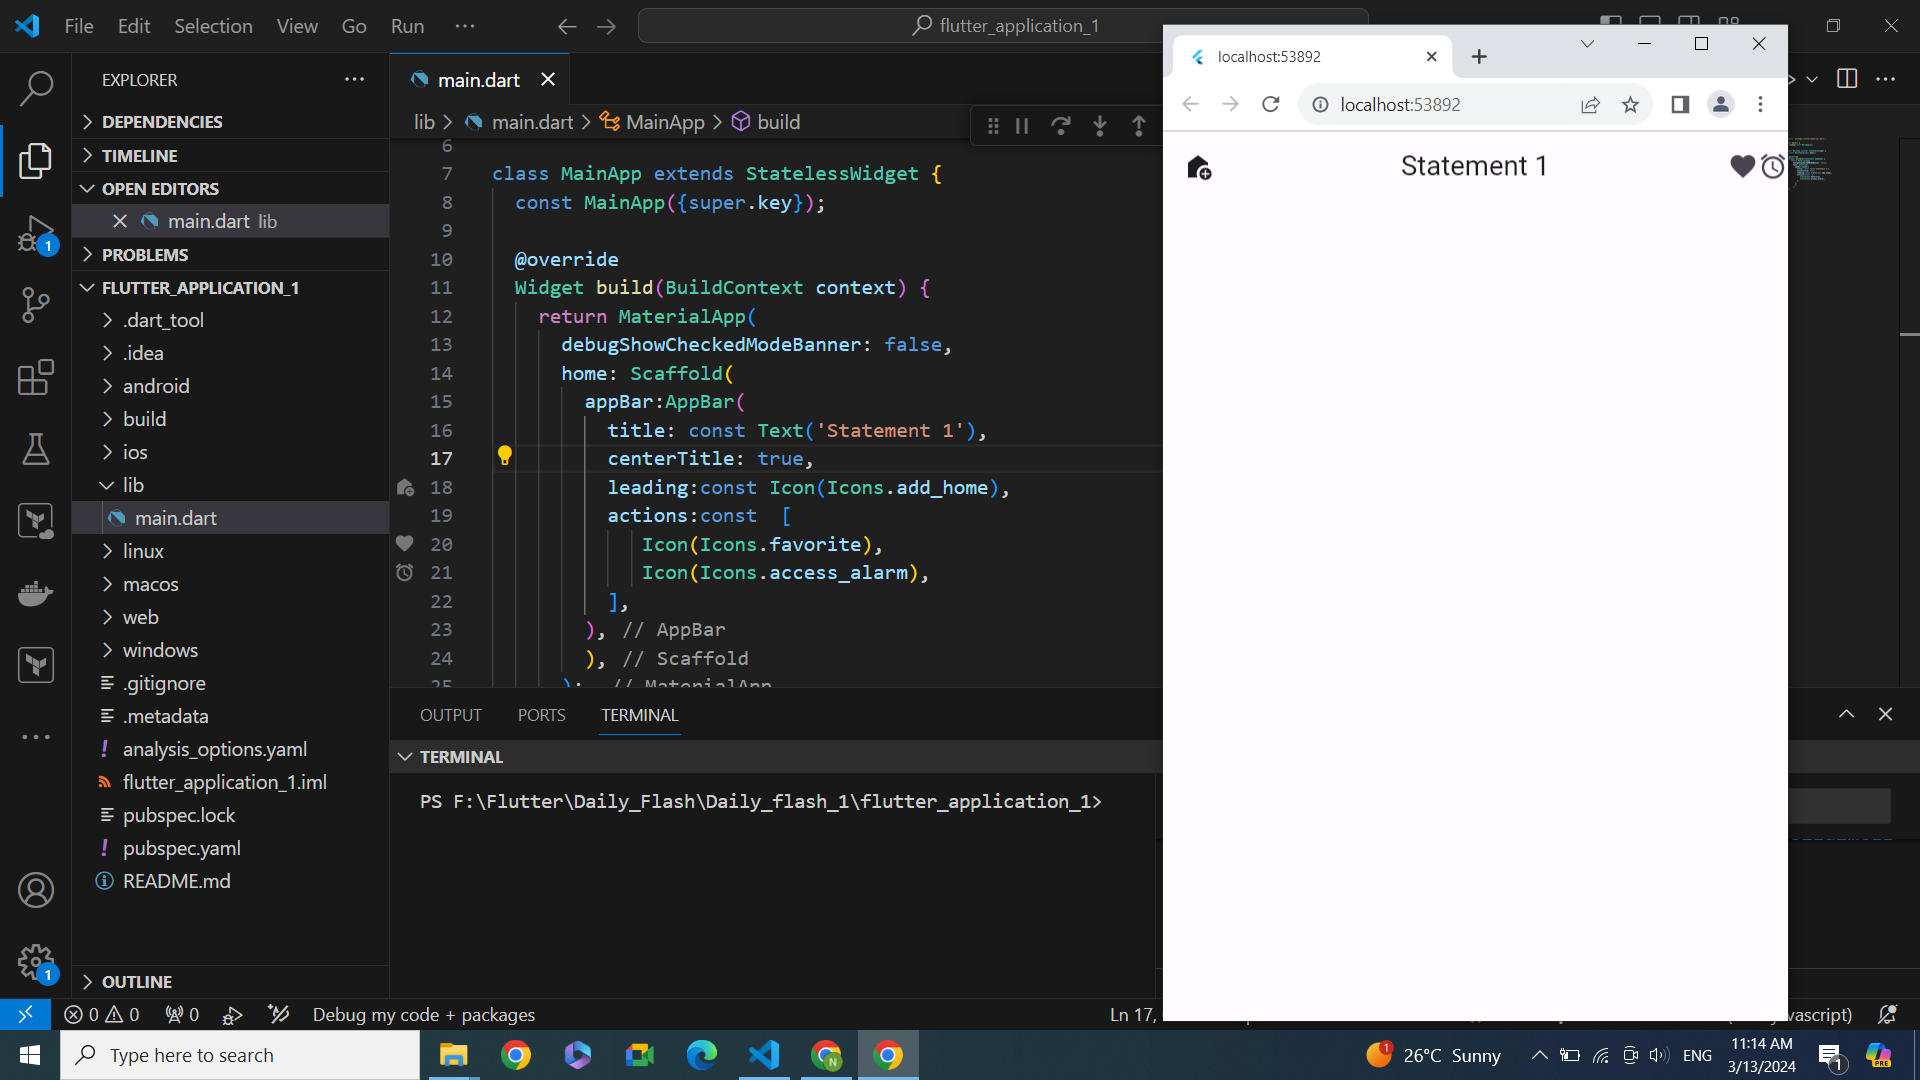 File Edit Selection View Go Run ··· flutter_application_1
EXPLORER ···
DEPENDENCIES
TIMELINE
OPEN EDITORS
main.dart lib
PROBLEMS
FLUTTER_APPLICATION_1
.dart_tool
.idea
android
build
ios
lib
main.dart
linux
macos
web
windows
.gitignore
.metadata
analysis_options.yaml
flutter_application_1.iml
pubspec.lock
pubspec.yaml
README.md
OUTLINE
1
1
main.dart
lib > main.dart > MainApp > build
6
7 class MainApp extends StatelessWidget {
8 const MainApp({super.key});
9
10 @override
11 Widget build(BuildContext context) {
12 return MaterialApp(
13 debugShowCheckedModeBanner: false,
14 home: Scaffold(
15 appBar:AppBar(
16 title: const Text('Statement 1'),
17 centerTitle: true,
18 leading:const Icon(Icons.add_home),
19 actions:const [
20 Icon(Icons.favorite),
21 Icon(Icons.access_alarm),
22 ],
23 ), // AppBar
24 ), // Scaffold
25 ); // MaterialApp
OUTPUT PORTS TERMINAL
TERMINAL
PS F:\Flutter\Daily_Flash\Daily_flash_1\flutter_application_1>
localhost:53892
localhost:53892
Statement 1
0 0 0 Debug my code + packages Ln 17,
Type here to search
1 26°C Sunny ENG 11:14 AM
3/13/2024
1
PRE